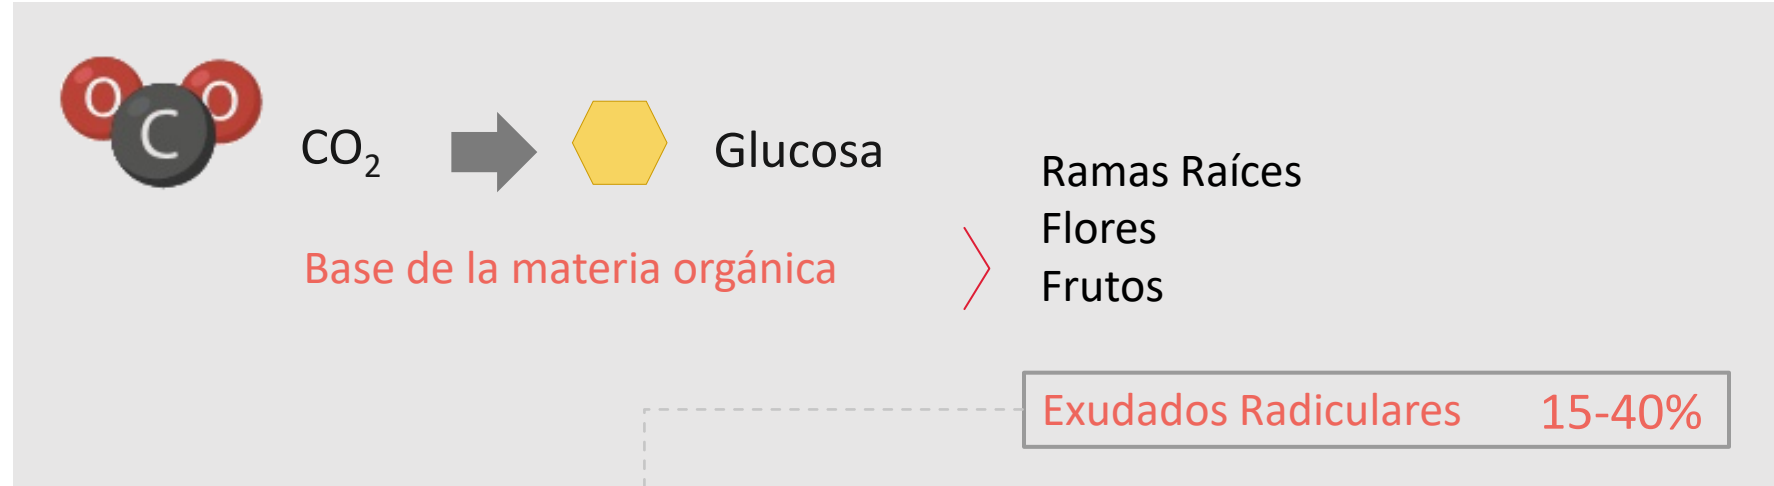 O C O
CO₂
Glucosa
Base de la materia orgánica
Ramas Raíces
Flores
Frutos
Exudados Radiculares 15-40%